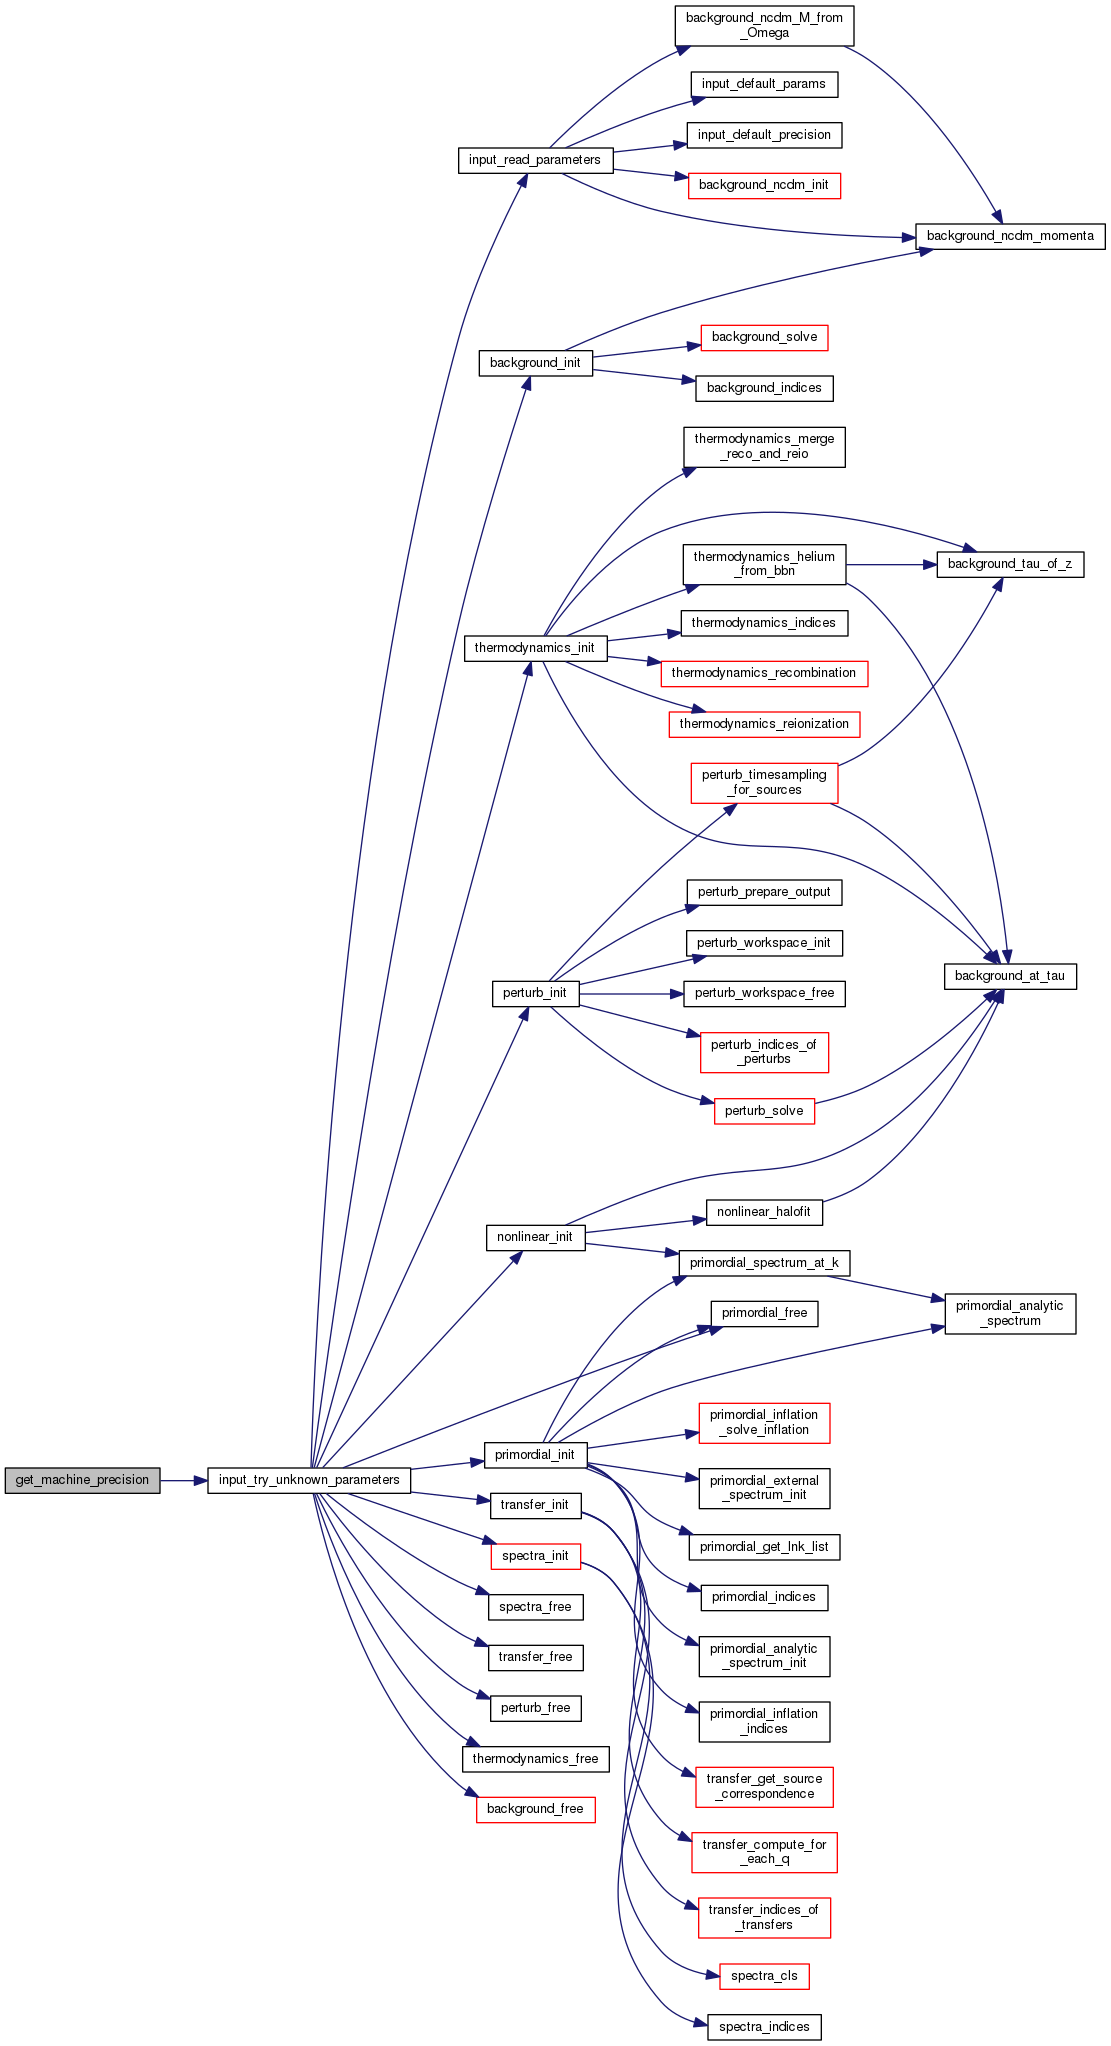 background_ncdm_M_from
_Omega
input_default_params
input_default_precision
input_read_parameters
background_ncdm_init
background_ncdm_momenta
background_solve
background_init
background_indices
thermodynamics_merge
_reco_and_reio
thermodynamics_helium
_from_bbn
background_tau_of_z
thermodynamics_indices
thermodynamics_init
thermodynamics_recombination
thermodynamics_reionization
perturb_timesampling
_for_sources
perturb_prepare_output
perturb_workspace_init
background_at_tau
perturb_init
perturb_workspace_free
perturb_indices_of
_perturbs
perturb_solve
nonlinear_halofit
nonlinear_init
primordial_spectrum_at_k
primordial_free
primordial_analytic
_spectrum
primordial_inflation
_solve_inflation
primordial_init
get_machine_precision
input_try_unknown_parameters
primordial_external
_spectrum_init
transfer_init
primordial_get_lnk_list
spectra_init
primordial_indices
spectra_free
primordial_analytic
_spectrum_init
transfer_free
perturb_free
primordial_inflation
_indices
thermodynamics_free
transfer_get_source
_correspondence
background_free
transfer_compute_for
_each_q
transfer_indices_of
_transfers
spectra_cls
spectra_indices